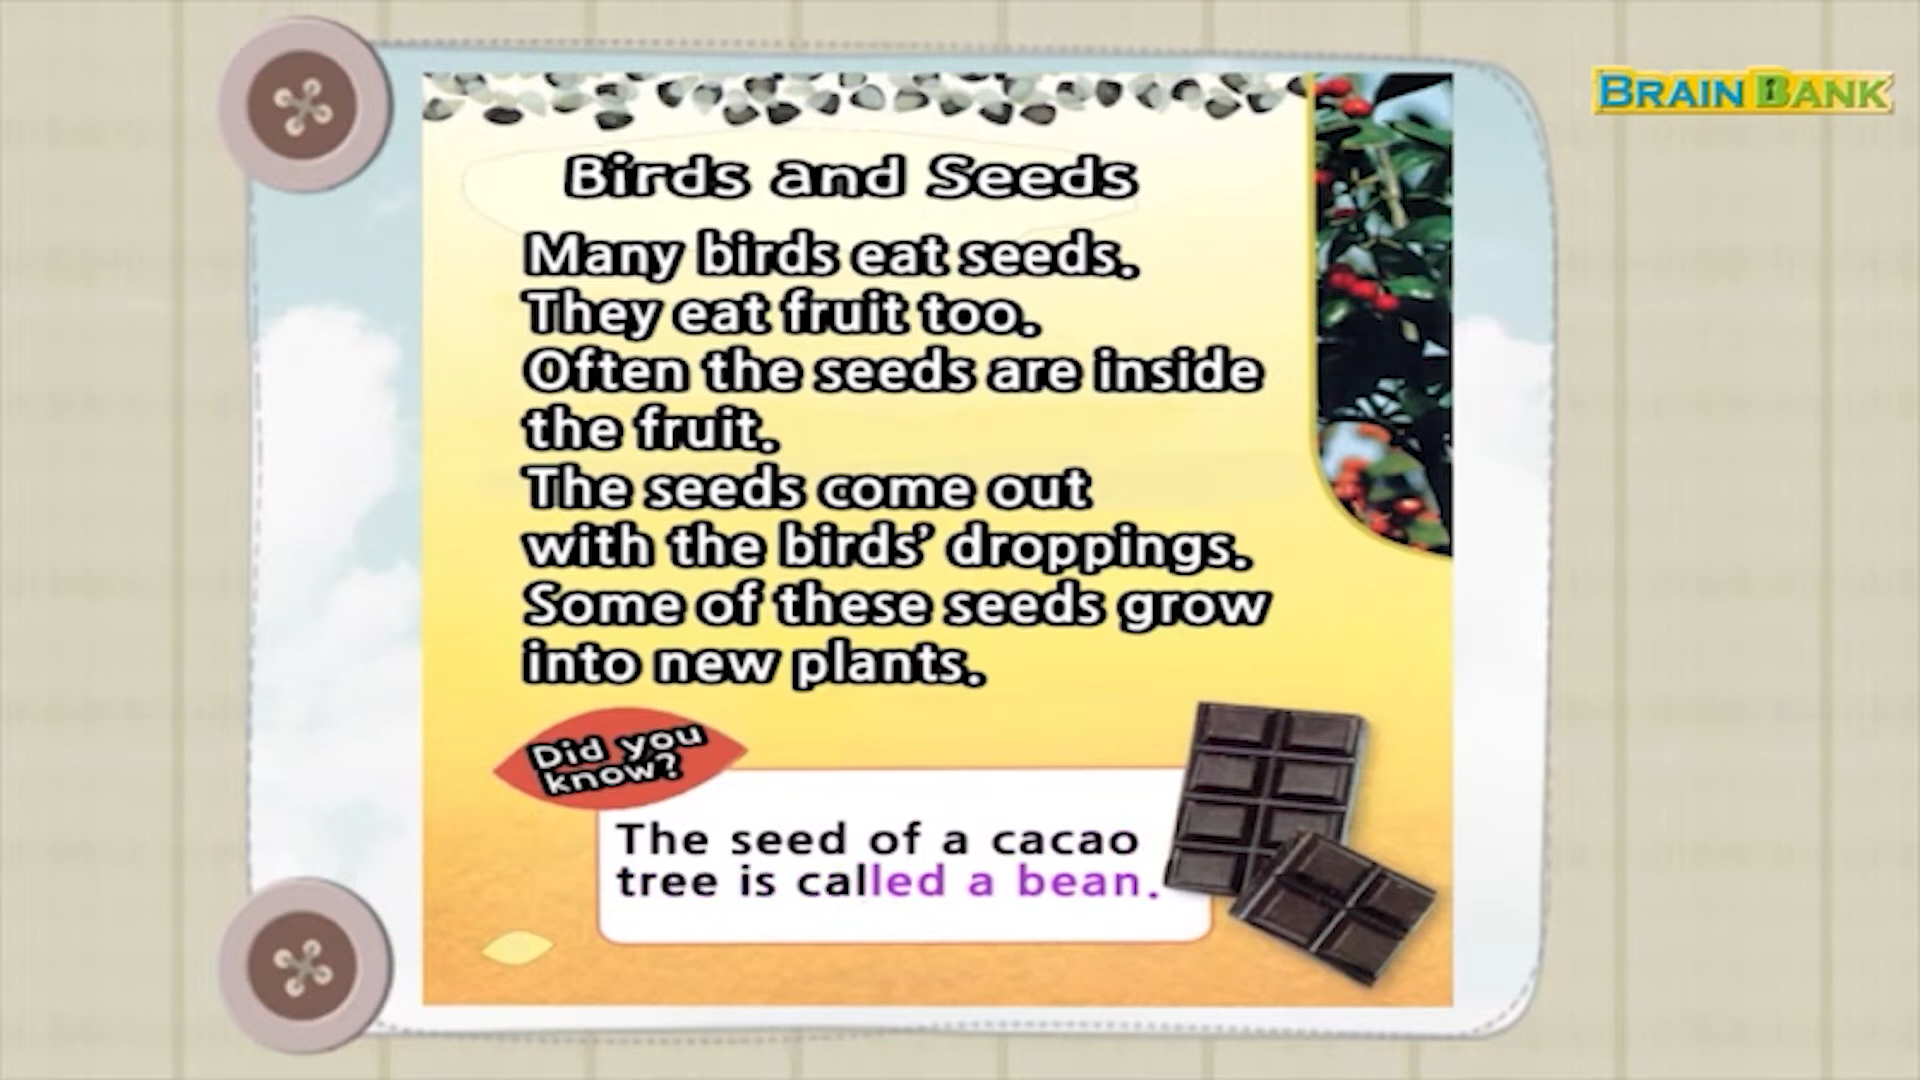 BRAIN BANK
Birds and Seeds
Many birds eat seeds.
They eat fruit too.
Often the seeds are inside
the fruit.
The seeds come out
with the birds’ droppings.
Some of these seeds grow
into new plants.
Did you
know?
The seed of a cacao
tree is called a bean.